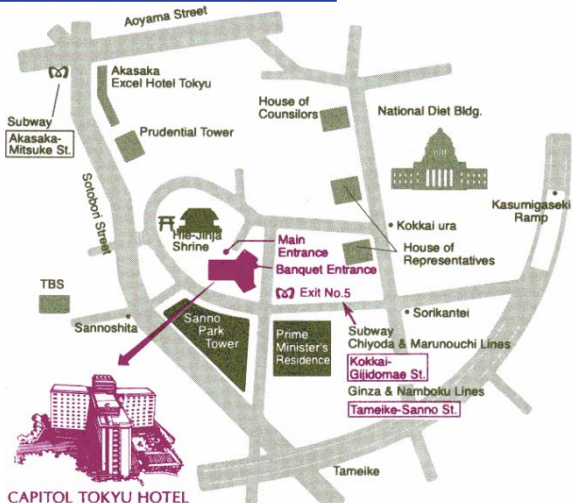 Aoyama Street
Akasaka
Excel Hotel Tokyu
Subway
Akasaka-
Mitsuke St.
Prudential Tower
House of
Counsilors
National Diet Bldg.
Sotobori Street
Kasumigaseki
Ramp
Hie-Jinja
Shrine
Main
Entrance
Kokkai ura
House of
Representatives
Banquet Entrance
TBS
Exit No.5
Sannoshita
Sanno
Park
Tower
Prime
Minister's
Residence
Sorikantei
Subway
Chiyoda & Marunouchi Lines
Kokkai-
Gijidomae St.
Ginza & Namboku Lines
Tameike-Sanno St.
Tameike
CAPITOL TOKYU HOTEL